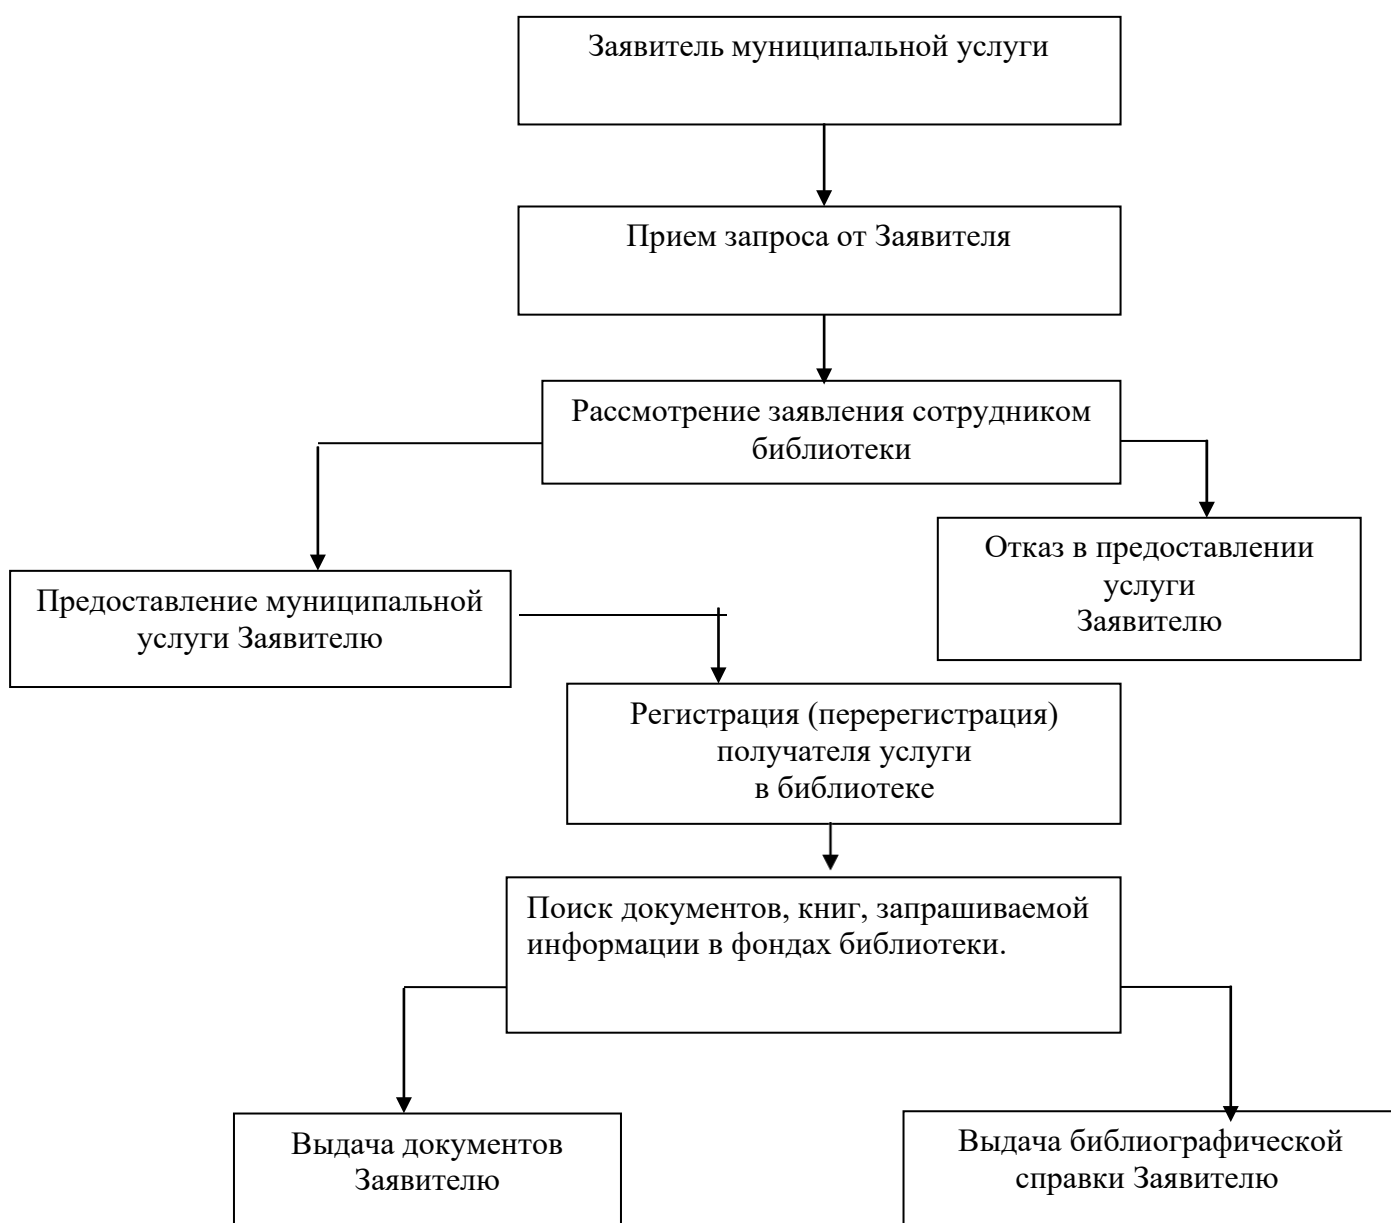 Заявитель муниципальной услуги
Прием запроса от Заявителя
Рассмотрение заявления сотрудником
библиотеки
Отказ в предоставлении
услуги
Заявителю
Предоставление муниципальной
услуги Заявителю
Регистрация (перерегистрация)
получателя услуги
в библиотеке
Поиск документов, книг, запрашиваемой
информации в фондах библиотеки.
Выдача документов
Заявителю
Выдача библиографической
справки Заявителю